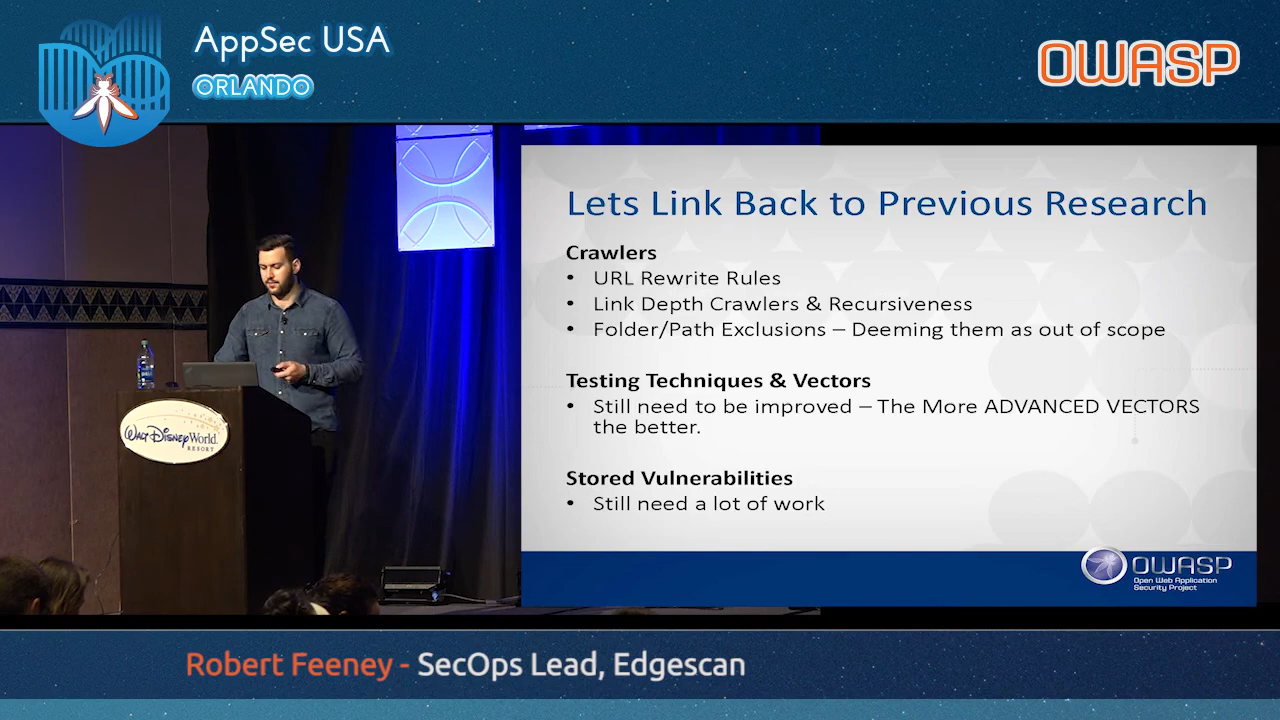 AppSec USA
ORLANDO
OWASP
Lets Link Back to Previous Research
Crawlers
• URL Rewrite Rules
• Link Depth Crawlers & Recursiveness
• Folder/Path Exclusions – Deeming them as out of scope
Testing Techniques & Vectors
• Still need to be improved – The More ADVANCED VECTORS
the better.
Stored Vulnerabilities
• Still need a lot of work
OWASP
Open Web Application
Security Project
WALT DISNEY World.
RESORT
Robert Feeney - SecOps Lead, Edgescan